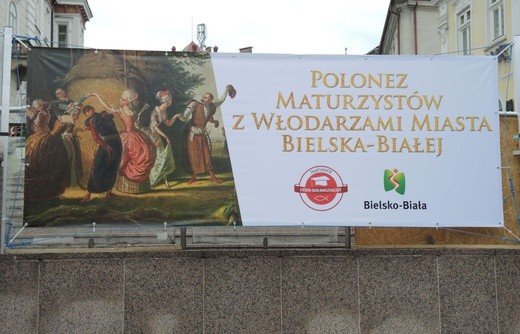 POLONEZ
MATURZYSTÓW
Z WŁODARZAMI MIASTA
BIELSKA-BIAŁEJ
Bielsko-Biała